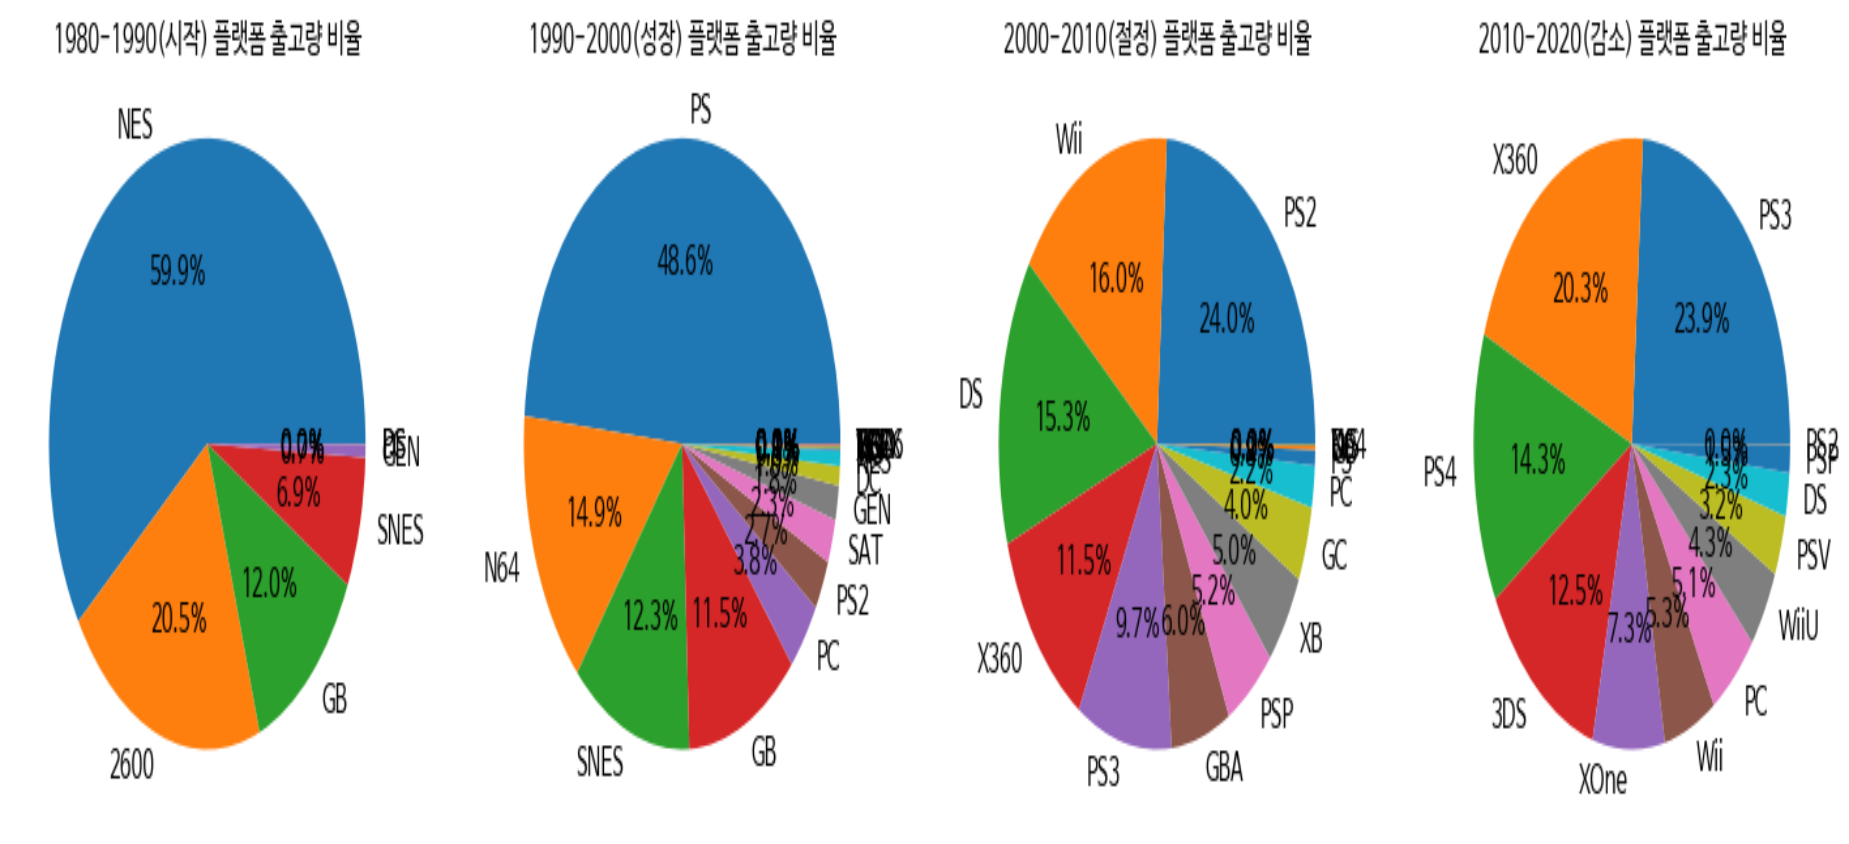 1980-1990(시작) 플랫폼 출고량 비율
NES
59.9%
6.9%
GEN
SNES
12.0%
20.5%
GB
2600
1990-2000(성장) 플랫폼 출고량 비율
PS
48.6%
14.9%
N64
12.3%
11.5%
3.8%
2.7%
2.3%
GEN
SAT
PS2
PC
SNES
GB
2000-2010(절정) 플랫폼 출고량 비율
Wii
PS2
16.0%
24.0%
DS
15.3%
2.2%
PC
4.0%
GC
11.5%
5.0%
5.2%
9.7%
6.0%
XB
X360
PSP
PS3
GBA
2010-2020(감소) 플랫폼 출고량 비율
X360
PS3
20.3%
23.9%
PS4
14.3%
2.3%
DS
3.2%
PSV
12.5%
4.3%
5.1%
7.3%
5.3%
WiiU
3DS
PC
Wii
XOne